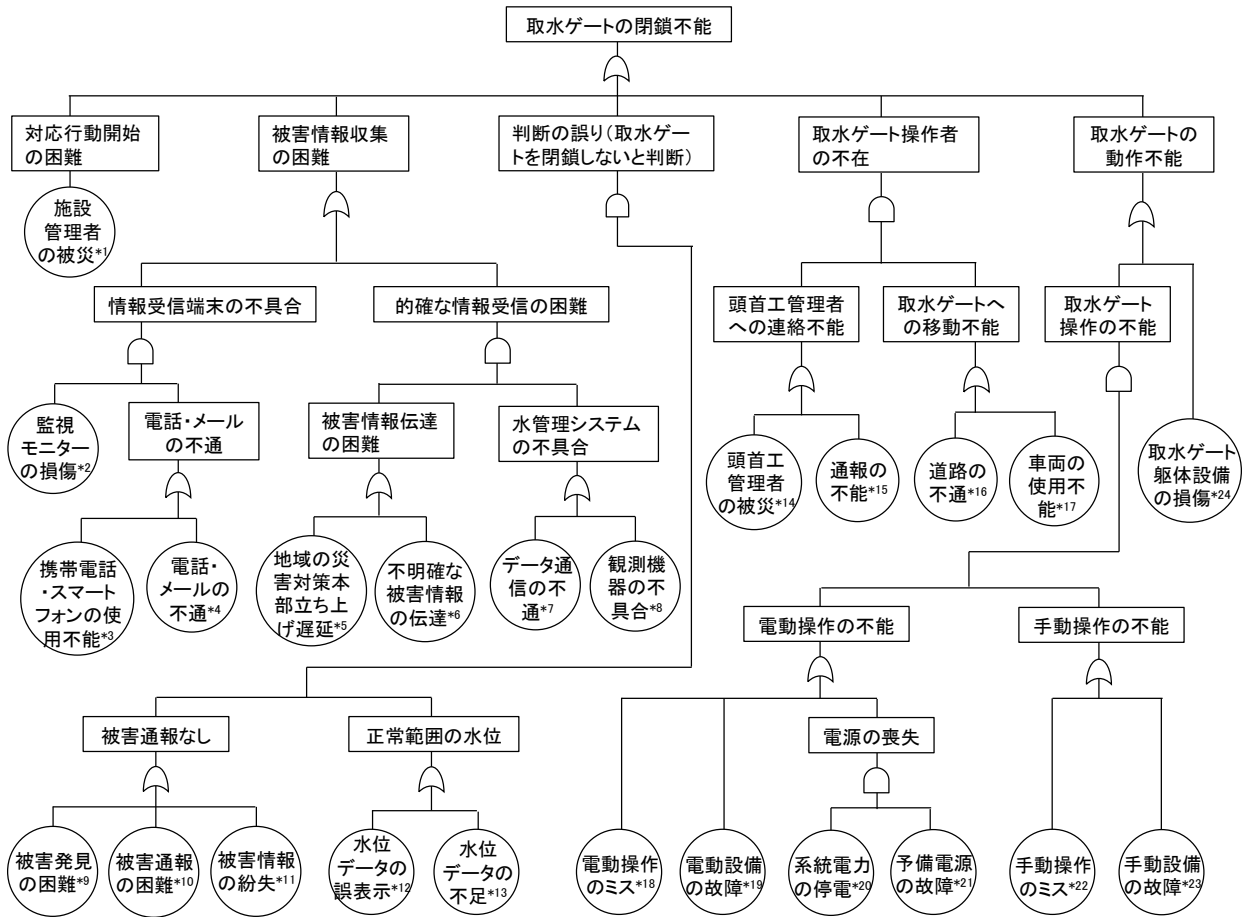 取水ゲートの閉鎖不能
対応行動開始
の困難
被害情報収集
の困難
判断の誤り（取水ゲー
トを閉鎖しないと判断）
取水ゲート操作者
の不在
取水ゲートの
動作不能
施設
管理者
の被災*1
情報受信端末の不具合
的確な情報受信の困難
頭首工管理者
への連絡不能
取水ゲートへ
の移動不能
取水ゲート
操作の不能
監視
モニター
の損傷*2
電話・メール
の不通
被害情報伝達
の困難
水管理システム
の不具合
頭首工
管理者
の被災*14
通報の
不能*15
道路の
不通*16
車両の
使用不
能*17
取水ゲート
躯体設備
の損傷*24
携帯電話
・スマート
フォンの使
用不能*3
電話・
メールの
不通*4
地域の災
害対策本
部立ち上
げ遅延*5
不明確な
被害情報
の伝達*6
データ通
信の不
通*7
観測機
器の不
具合*8
電動操作の不能
手動操作の不能
被害通報なし
正常範囲の水位
電源の喪失
被害発見
の困難*9
被害通報
の困難*10
被害情報
の紛失*11
水位
データの
誤表示*12
水位
データの
不足*13
電動操作
のミス*18
電動設備
の故障*19
系統電力
の停電*20
予備電源
の故障*21
手動操作
のミス*22
手動設備
の故障*23